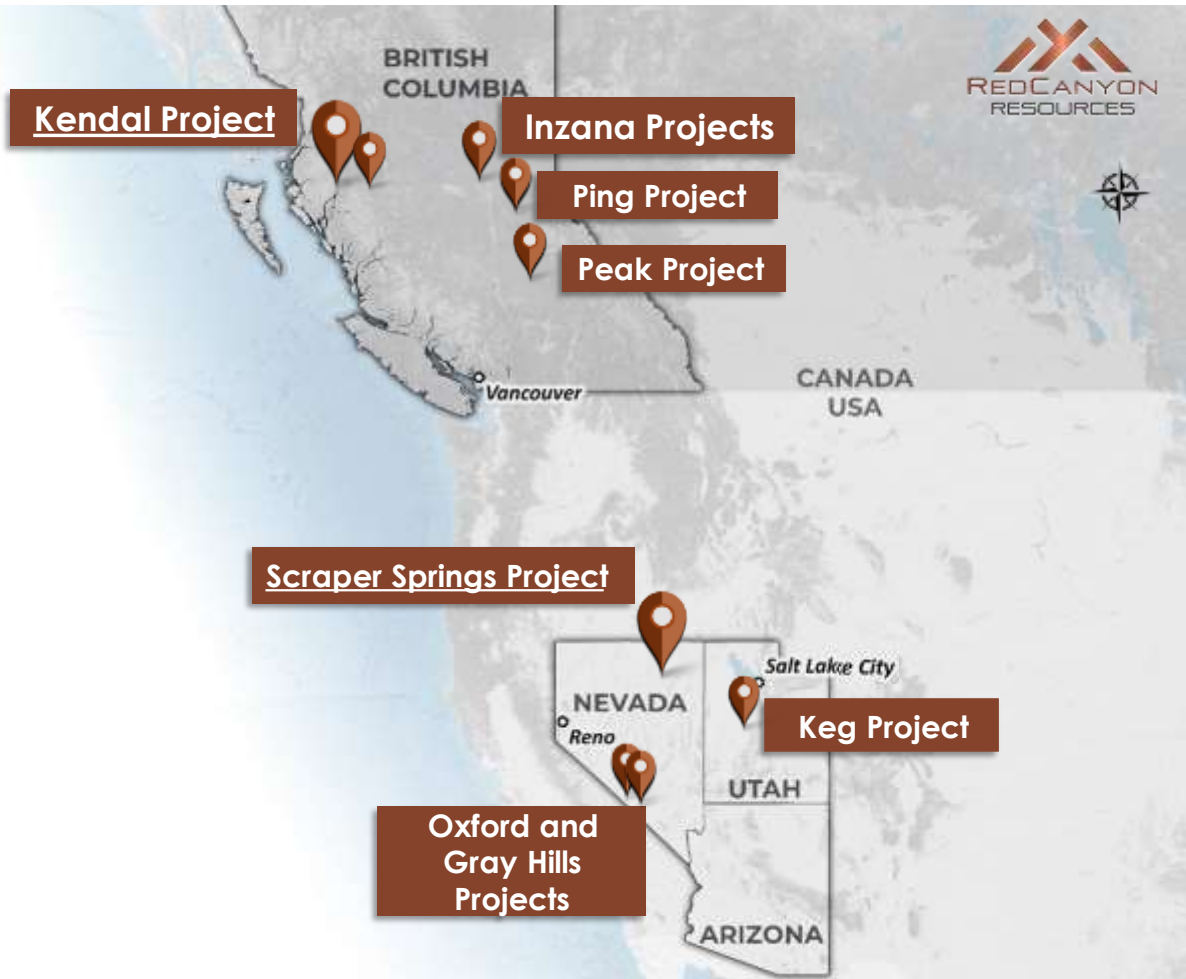 BRITISH
COLUMBIA
REDCANYON
RESOURCES
Kendal Project
Inzana Projects
Ping Project
Peak Project
Vancouver
CANADA
USA
Scraper Springs Project
Salt Lake City
NEVADA
Reno
Keg Project
UTAH
Oxford and
Gray Hills
Projects
ARIZONA